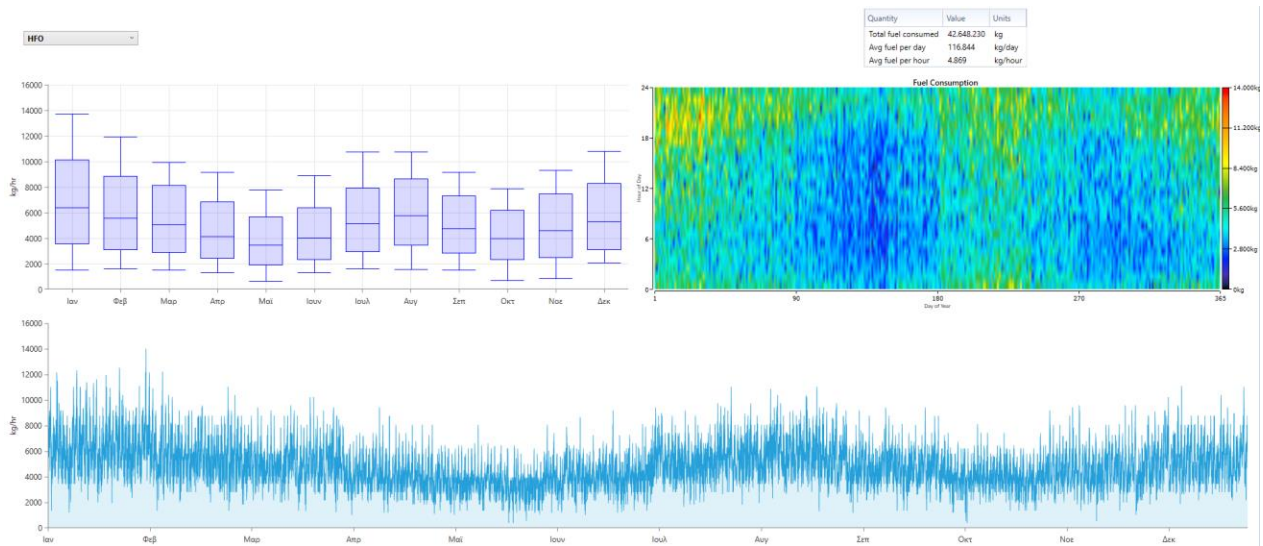 HFO
Quantity Value Units
Total fuel consumed 42.648.230 kg
Avg fuel per day 116.844 kg/day
Avg fuel per hour 4.869 kg/hour
16000
14000
12000
10000
8000
6000
4000
2000
0
kg/hr
Ιαν Φεβ Μαρ Απρ Μαϊ Ιουν Ιουλ Αυγ Σεπ Οκτ Νοε Δεκ
Fuel Consumption
24
18
12
6
0
Hour of Day
1 90 180 270 365
Day of Year
14.000kg
11.200kg
8.400kg
5.600kg
2.800kg
0kg
16000
14000
12000
10000
8000
6000
4000
2000
0
kg/hr
Ιαν Φεβ Μαρ Απρ Μαϊ Ιουν Ιουλ Αυγ Σεπ Οκτ Νοε Δεκ